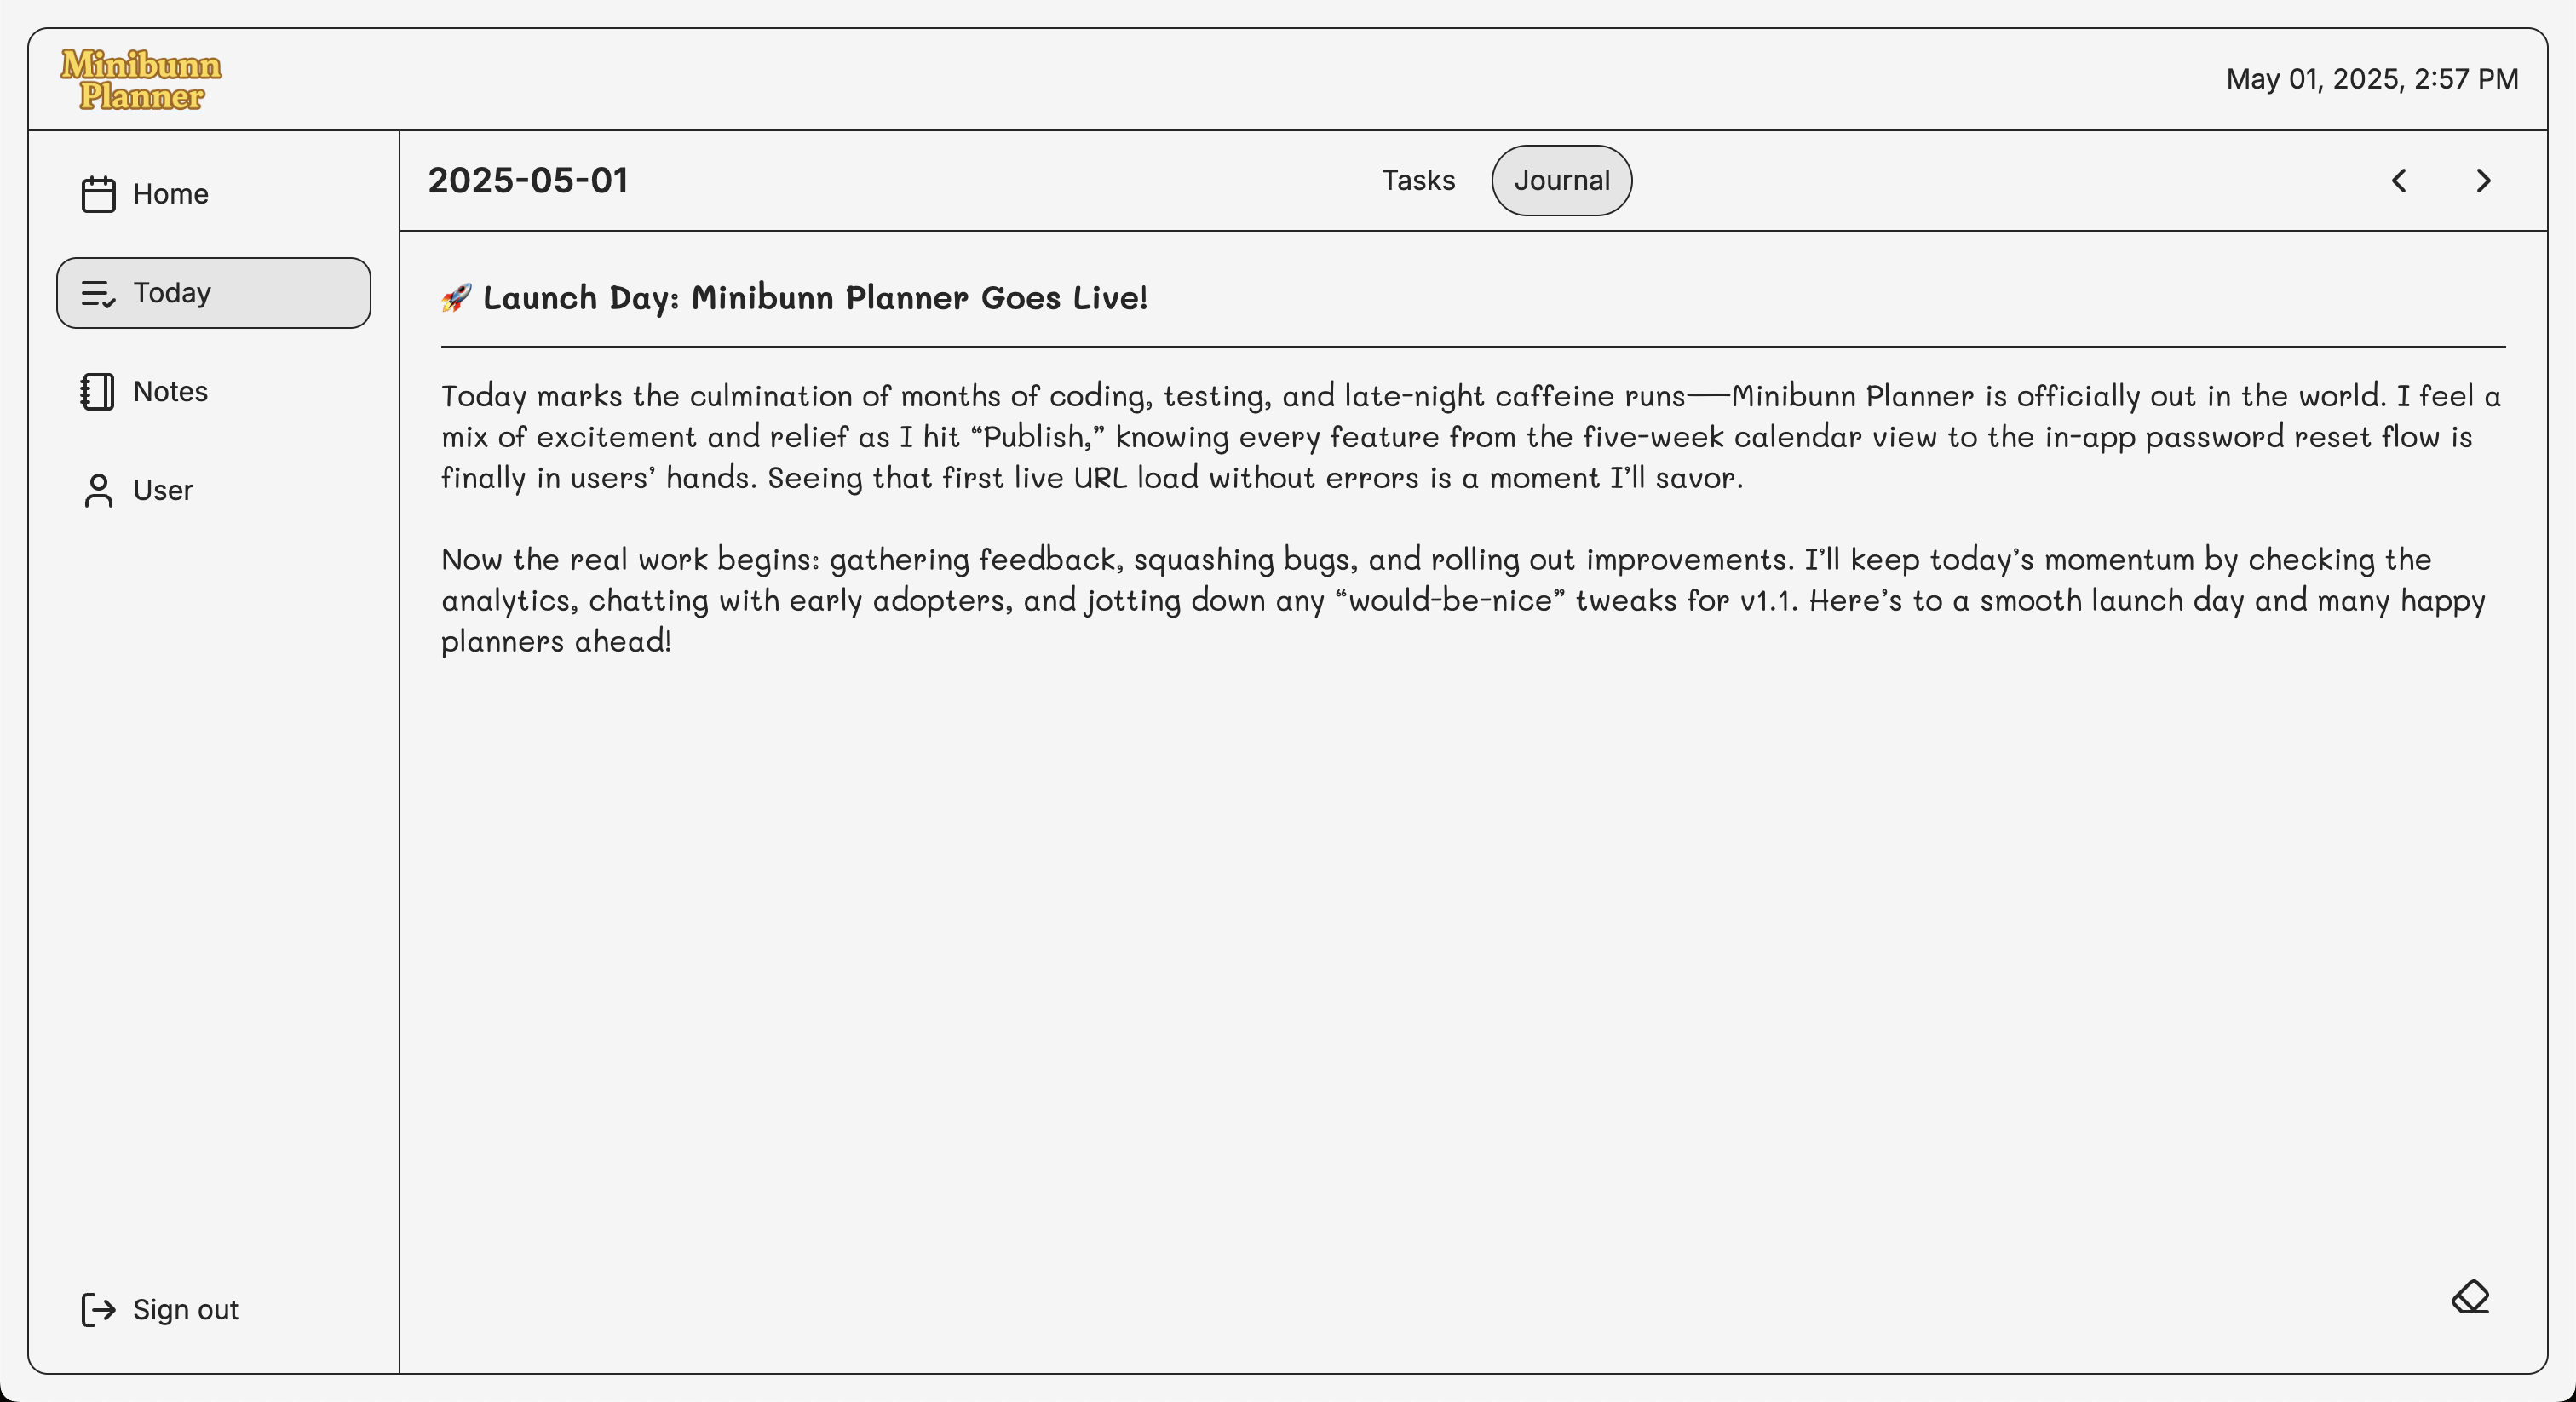 Minibunn
Planner
May 01, 2025, 2:57 PM
Home
Today
Notes
User
Sign out
2025-05-01
Tasks
Journal
🚀 Launch Day: Minibunn Planner Goes Live!
Today marks the culmination of months of coding, testing, and late-night caffeine runs—Minibunn Planner is officially out in the world. I feel a
mix of excitement and relief as I hit “Publish,” knowing every feature from the five-week calendar view to the in-app password reset flow is
finally in users’ hands. Seeing that first live URL load without errors is a moment I’ll savor.
Now the real work begins: gathering feedback, squashing bugs, and rolling out improvements. I’ll keep today’s momentum by checking the
analytics, chatting with early adopters, and jotting down any “would-be-nice” tweaks for v1.1. Here’s to a smooth launch day and many happy
planners ahead!